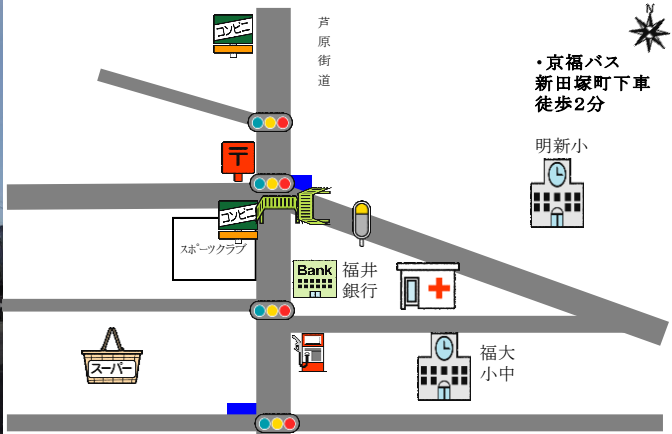 N
コンビニ
芦原街道
・京福バス
新田塚町下車
徒歩2分
明新小
〒
コンビニ
スポーツクラブ
Bank
福井
銀行
スーパー
福大
小中